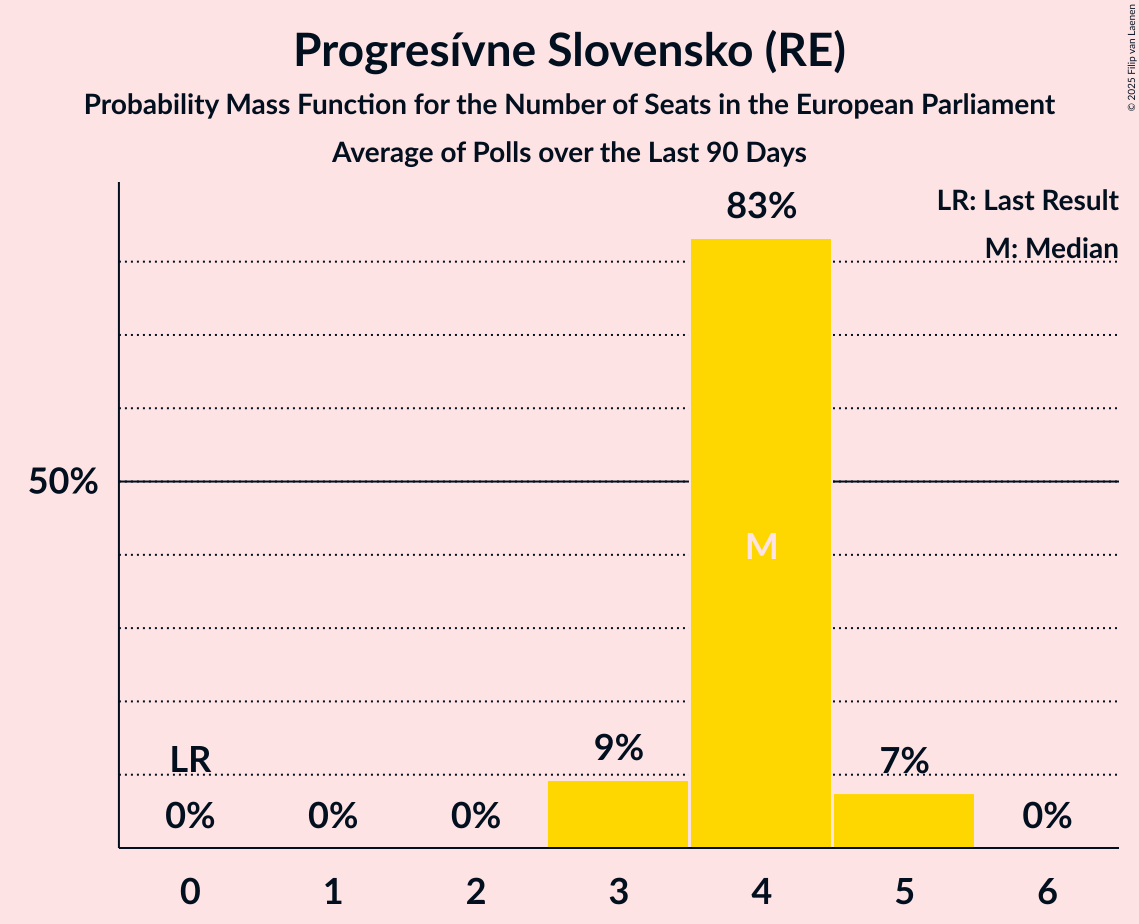 Progresívne Slovensko (RE)
Probability Mass Function for the Number of Seats in the European Parliament
Average of Polls over the Last 90 Days
© 2025 Filip van Laenen
LR: Last Result
M: Median
83%
50%
M
LR
9%
7%
0%
0%
0%
0%
0
1
2
3
4
5
6